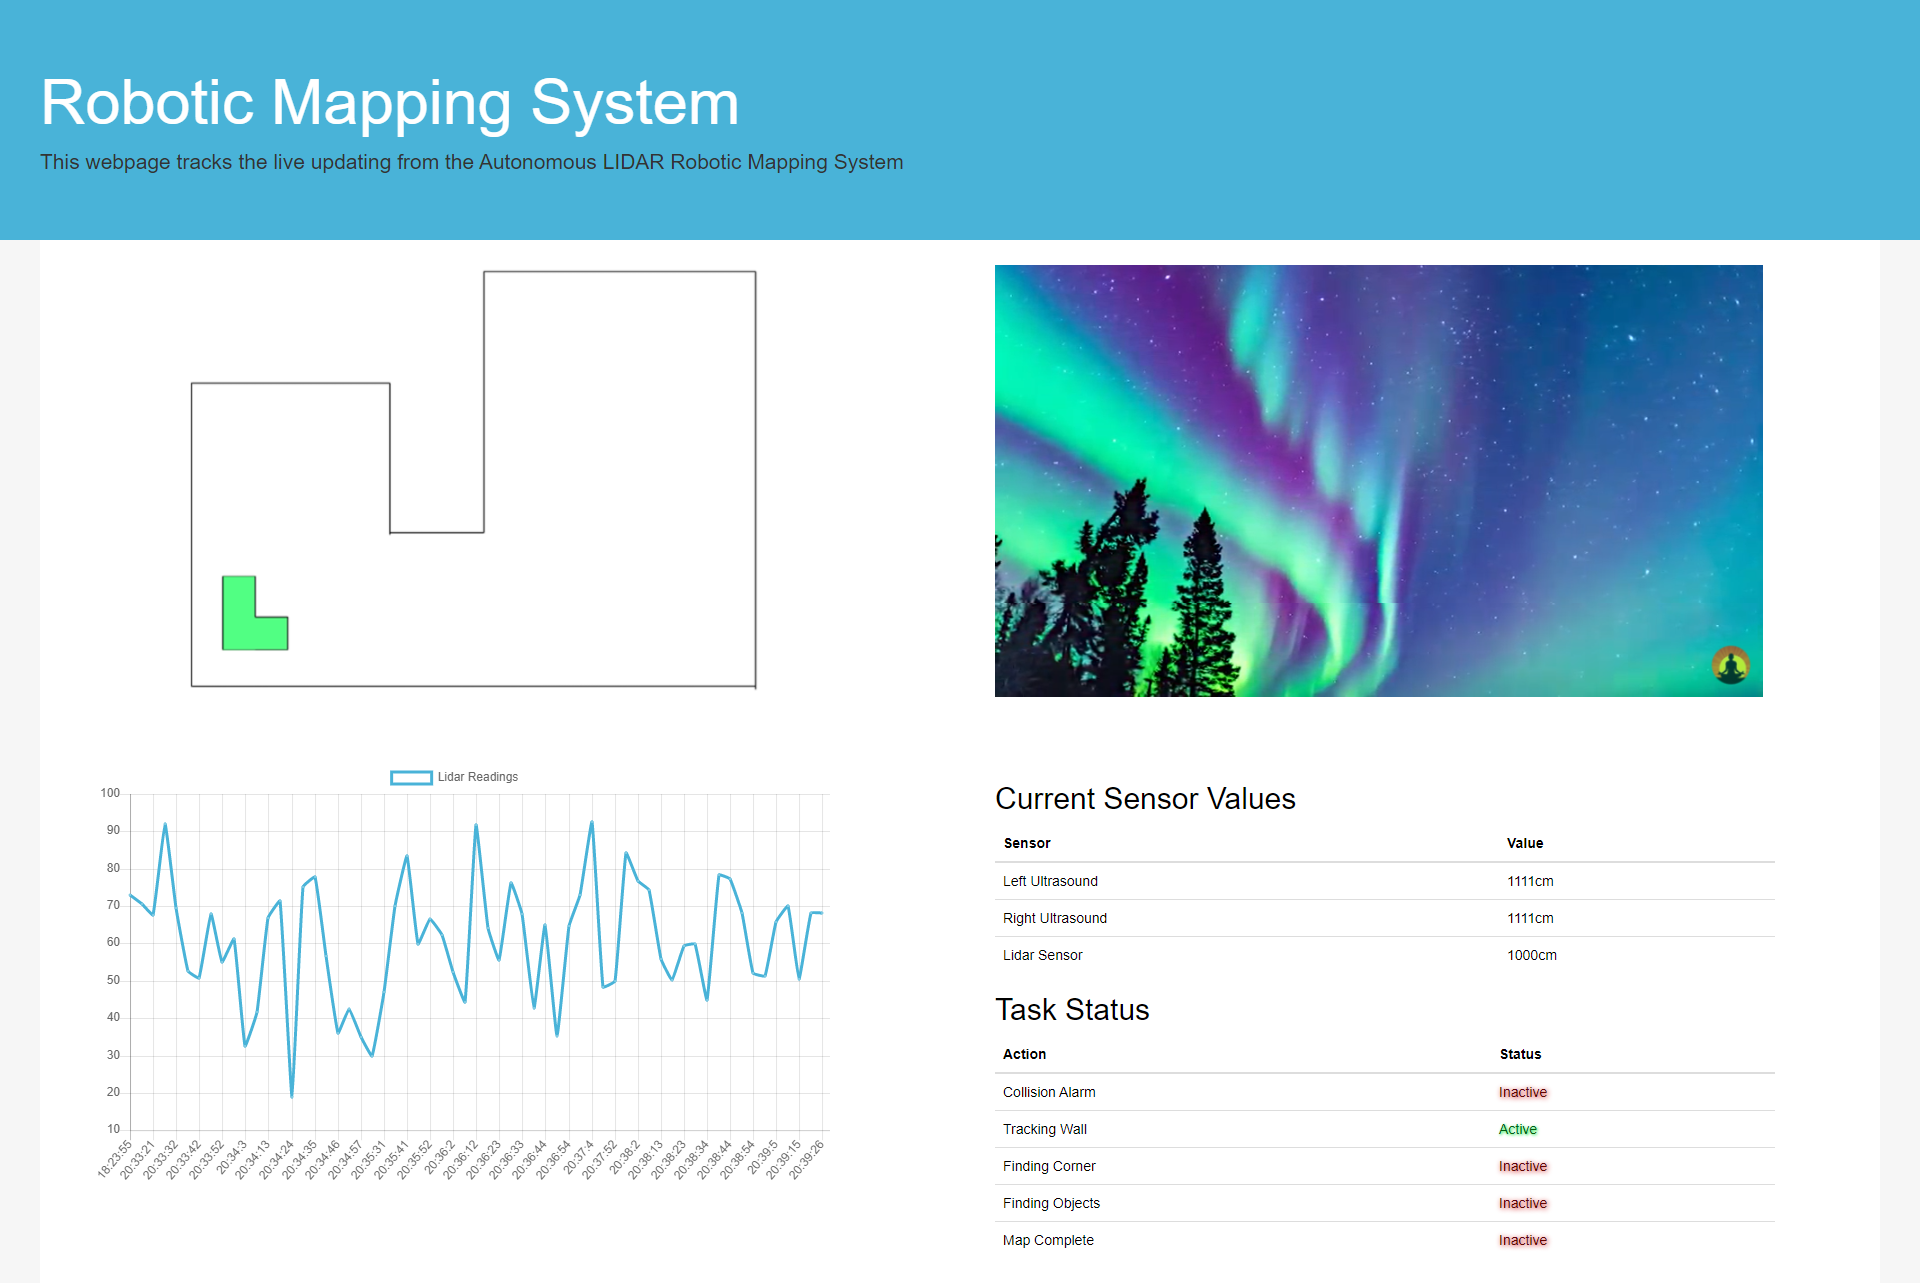 Robotic Mapping System
This webpage tracks the live updating from the Autonomous LIDAR Robotic Mapping System
Lidar Readings
100
90
80
70
60
50
40
30
20
10
18:23:55
20:33:21
20:33:32
20:33:42
20:33:52
20:34:3
20:34:13
20:34:24
20:34:35
20:34:46
20:34:57
20:35:31
20:35:41
20:35:52
20:36:2
20:36:12
20:36:23
20:36:33
20:36:44
20:36:54
20:37:4
20:37:52
20:38:2
20:38:13
20:38:23
20:38:34
20:38:44
20:38:54
20:39:5
20:39:15
20:39:26
Current Sensor Values
Sensor Value
Left Ultrasound 1111cm
Right Ultrasound 1111cm
Lidar Sensor 1000cm
Task Status
Action Status
Collision Alarm Inactive
Tracking Wall Active
Finding Corner Inactive
Finding Objects Inactive
Map Complete Inactive